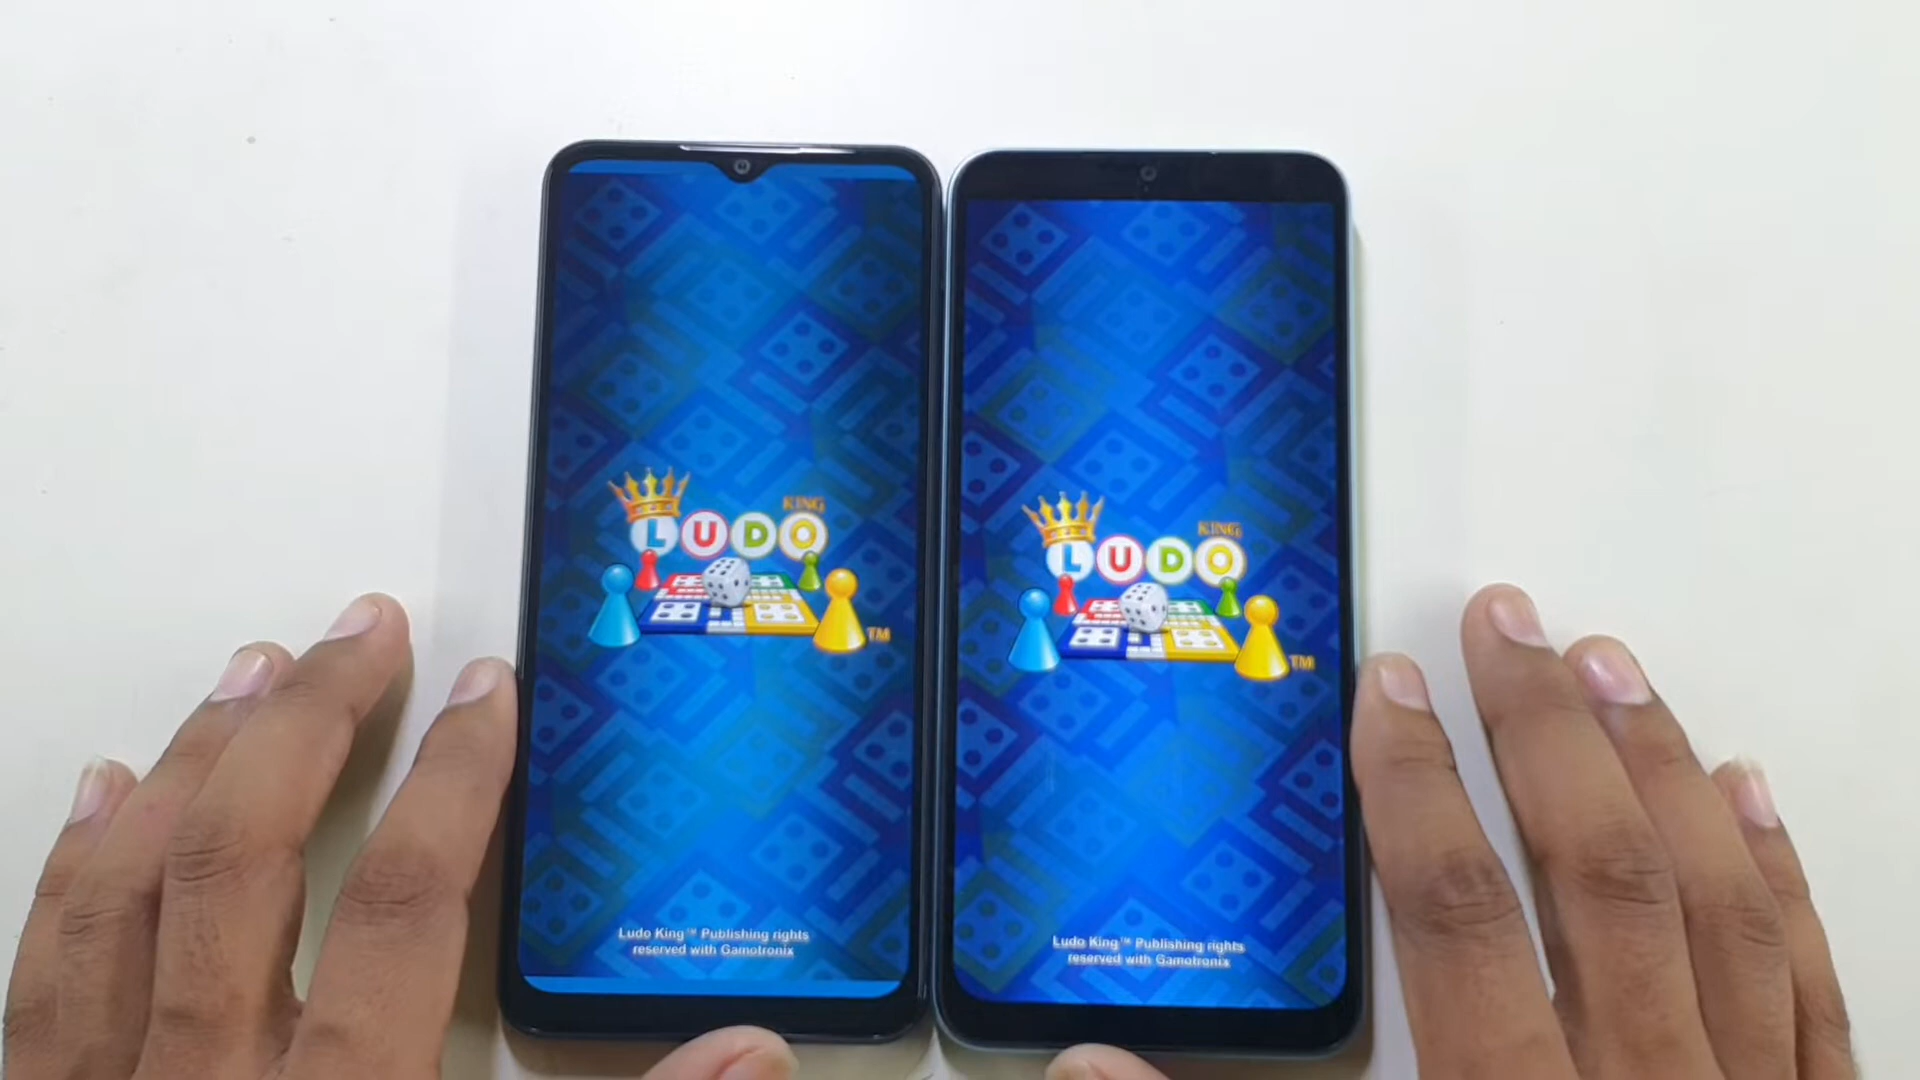 KING
LUDO
TM
Ludo King™ Publishing rights
reserved with Gamotronix
KING
LUDO
TM
Ludo King™ Publishing rights
reserved with Gamotronix